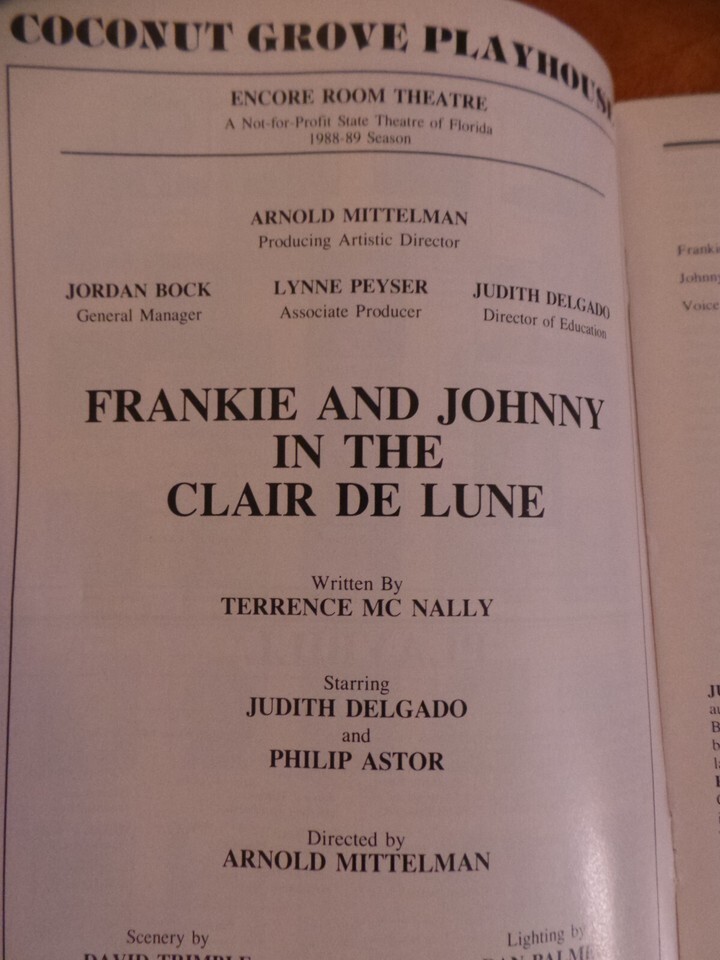 COCONUT GROVE PLAYHOUSE
ENCORE ROOM THEATRE
A Not-for-Profit State Theatre of Florida
1988-89 Season
ARNOLD MITTELMAN
Producing Artistic Director
JORDAN BOCK
General Manager
LYNNE PEYSER
Associate Producer
JUDITH DELGADO
Director of Education
FRANKIE AND JOHNNY
IN THE
CLAIR DE LUNE
Written By
TERRENCE MC NALLY
Starring
JUDITH DELGADO
and
PHILIP ASTOR
Directed by
ARNOLD MITTELMAN
Scenery by
DAVID TRIMBLE
Lighting by
Johnny
Voice